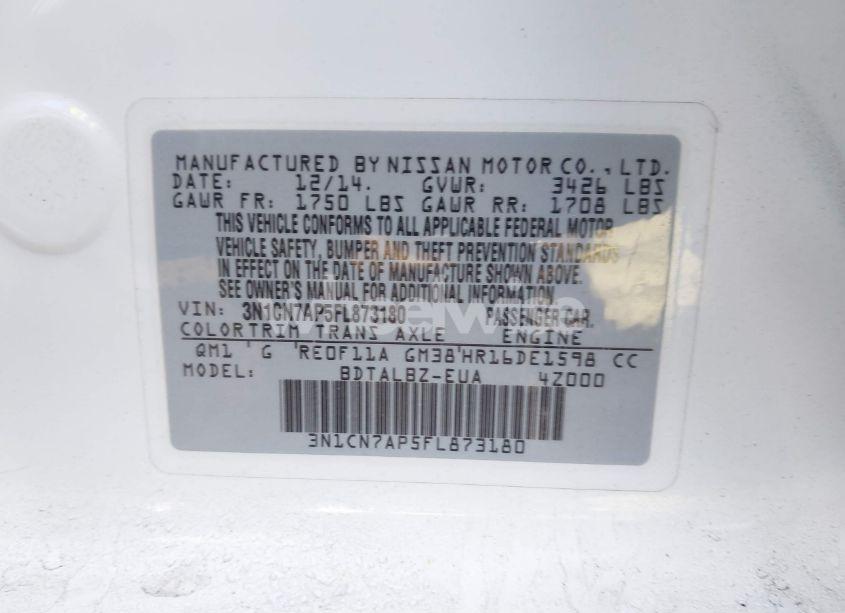 MANUFACTURED BY NISSAN MOTOR CO., LTD.
DATE: 12/14. GVWR: 3426 LBS
GAWR FR: 1750 LBS GAWR RR: 1708 LBS
THIS VEHICLE CONFORMS TO ALL APPLICABLE FEDERAL MOTOR
VEHICLE SAFETY, BUMPER AND THEFT PREVENTION STANDARDS
IN EFFECT ON THE DATE OF MANUFACTURE SHOWN ABOVE.
SEE OWNER'S MANUAL FOR ADDITIONAL INFORMATION.
VIN: 3N1CN7AP5FL873180 PASSENGER CAR.
COLOR TRIM TRANS AXLE ENGINE
QM1 ' G 'RE0F11A GM38'HR16DE1598 CC
MODEL: BDTALBZ-EUA 4Z000
3N1CN7AP5FL873180